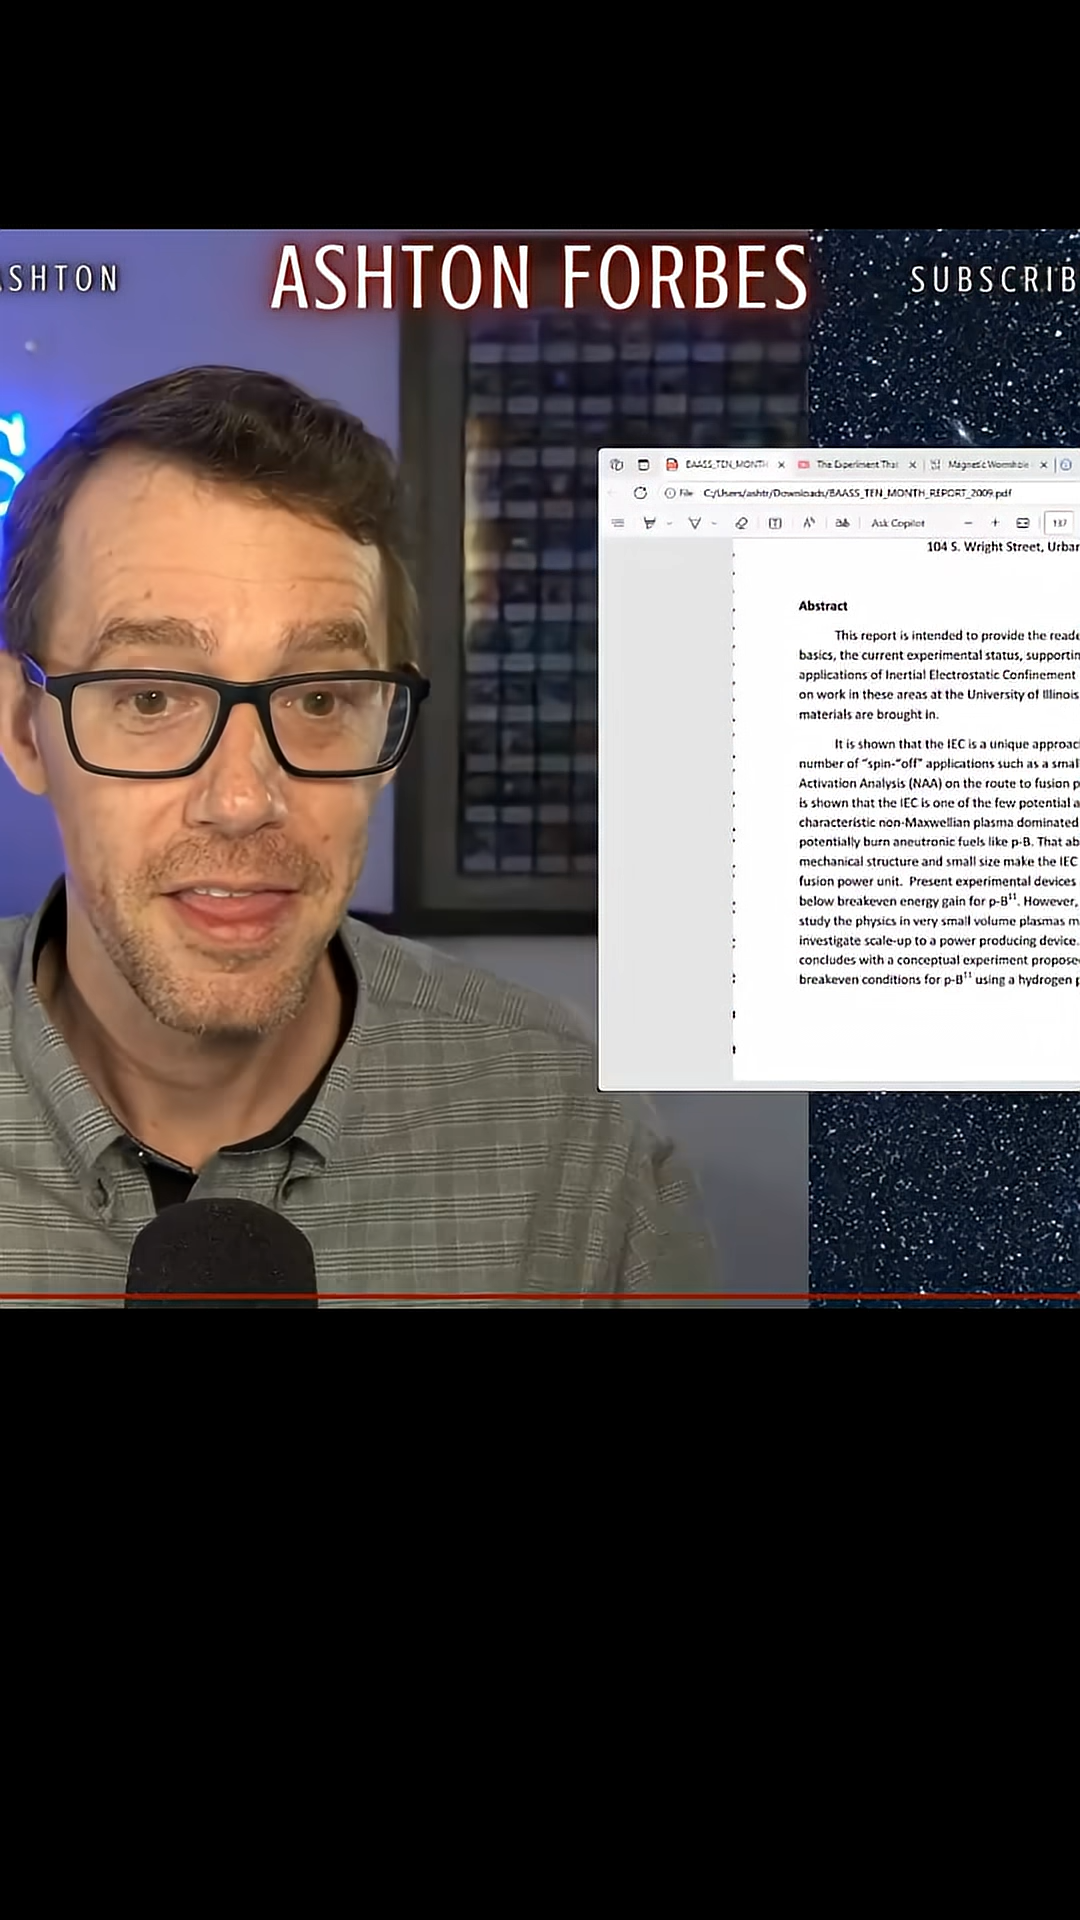 ASHTON
ASHTON FORBES
SUBSCRIB
S
BAASS_TEN_MONTH
The Experiment That
Magnetic Wormhole
File C:/Users/ashtr/Downloads/BAASS_TEN_MONTH_REPORT_2009.pdf
Ask Copilot
137
104 S. Wright Street, Urban
Abstract
This report is intended to provide the reade
basics, the current experimental status, supportin
applications of Inertial Electrostatic Confinement
on work in these areas at the University of Illinois
materials are brought in.
It is shown that the IEC is a unique approac
number of "spin-"off" applications such as a small
Activation Analysis (NAA) on the route to fusion p
is shown that the IEC is one of the few potential a
characteristic non-Maxwellian plasma dominated
potentially burn aneutronic fuels like p-B. That ab
mechanical structure and small size make the IEC
fusion power unit. Present experimental devices
below breakeven energy gain for p-B¹¹. However,
study the physics in very small volume plasmas m
investigate scale-up to a power producing device.
concludes with a conceptual experiment propose
breakeven conditions for p-B¹¹ using a hydrogen p